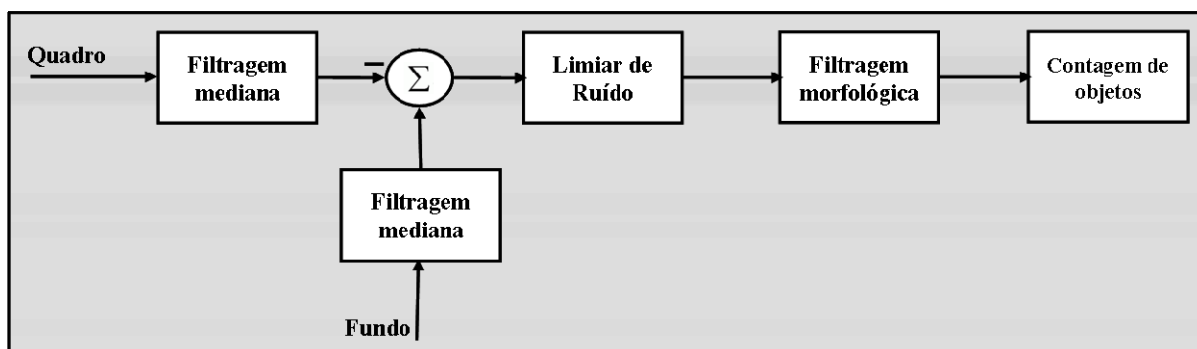 Quadro
Filtragem
mediana
−
Σ
Limiar de
Ruído
Filtragem
morfológica
Contagem de
objetos
Filtragem
mediana
Fundo